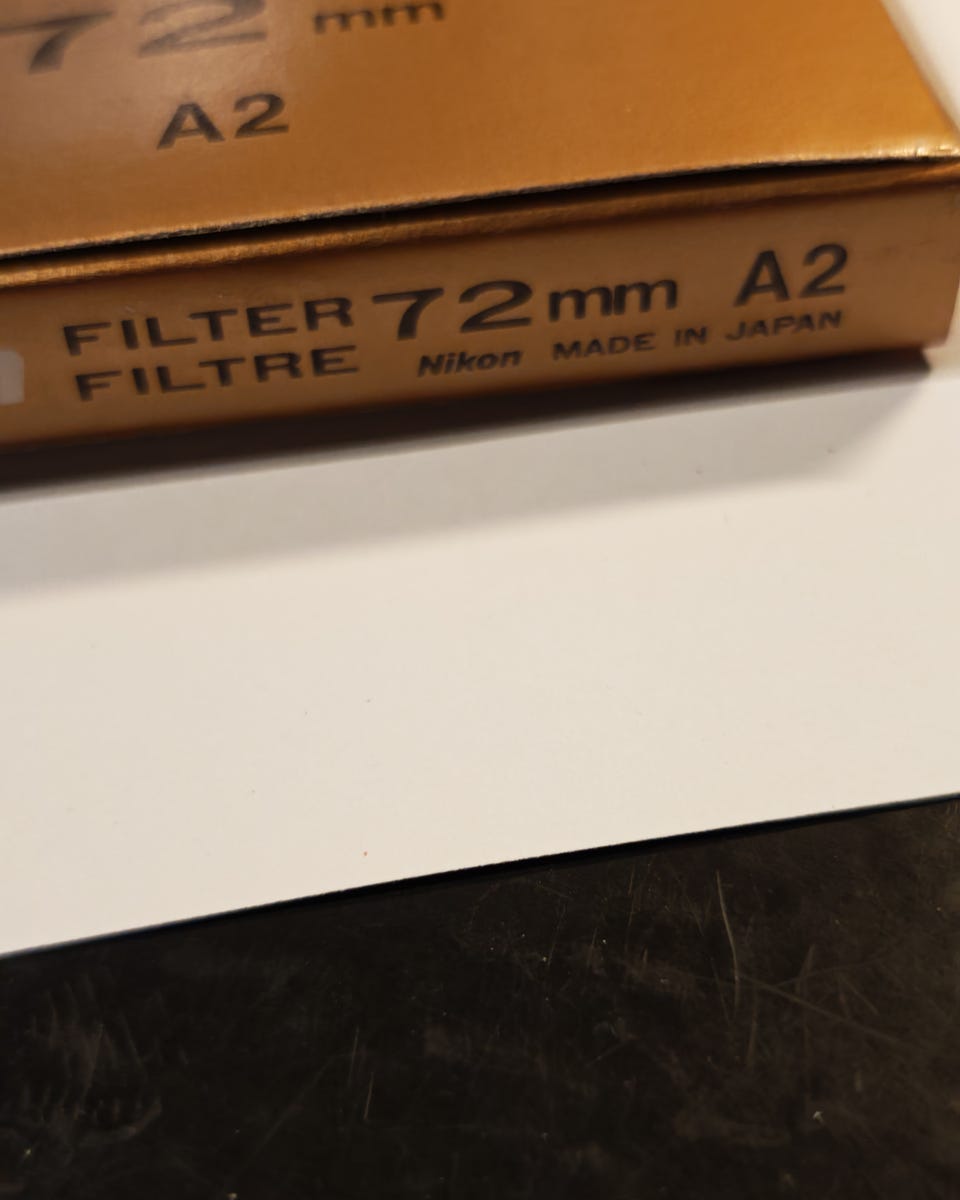 72 mm
A2
FILTER 72mm A2
FILTRE Nikon MADE IN JAPAN